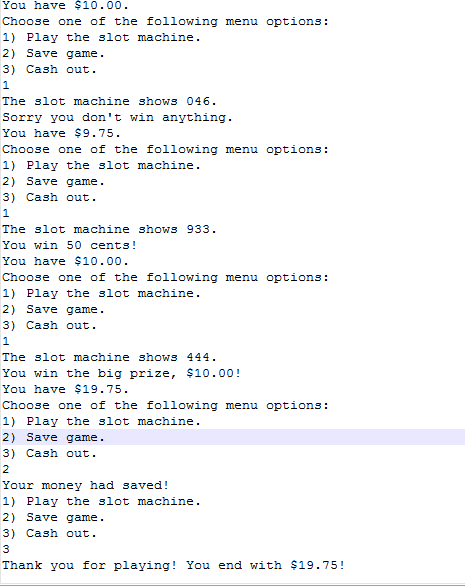 You have $10.00.
Choose one of the following menu options:
1) Play the slot machine.
2) Save game.
3) Cash out.
1
The slot machine shows 046.
Sorry you don't win anything.
You have $9.75.
Choose one of the following menu options:
1) Play the slot machine.
2) Save game.
3) Cash out.
1
The slot machine shows 933.
You win 50 cents!
You have $10.00.
Choose one of the following menu options:
1) Play the slot machine.
2) Save game.
3) Cash out.
1
The slot machine shows 444.
You win the big prize, $10.00!
You have $19.75.
Choose one of the following menu options:
1) Play the slot machine.
2) Save game.
3) Cash out.
2
Your money had saved!
1) Play the slot machine.
2) Save game.
3) Cash out.
3
Thank you for playing! You end with $19.75!